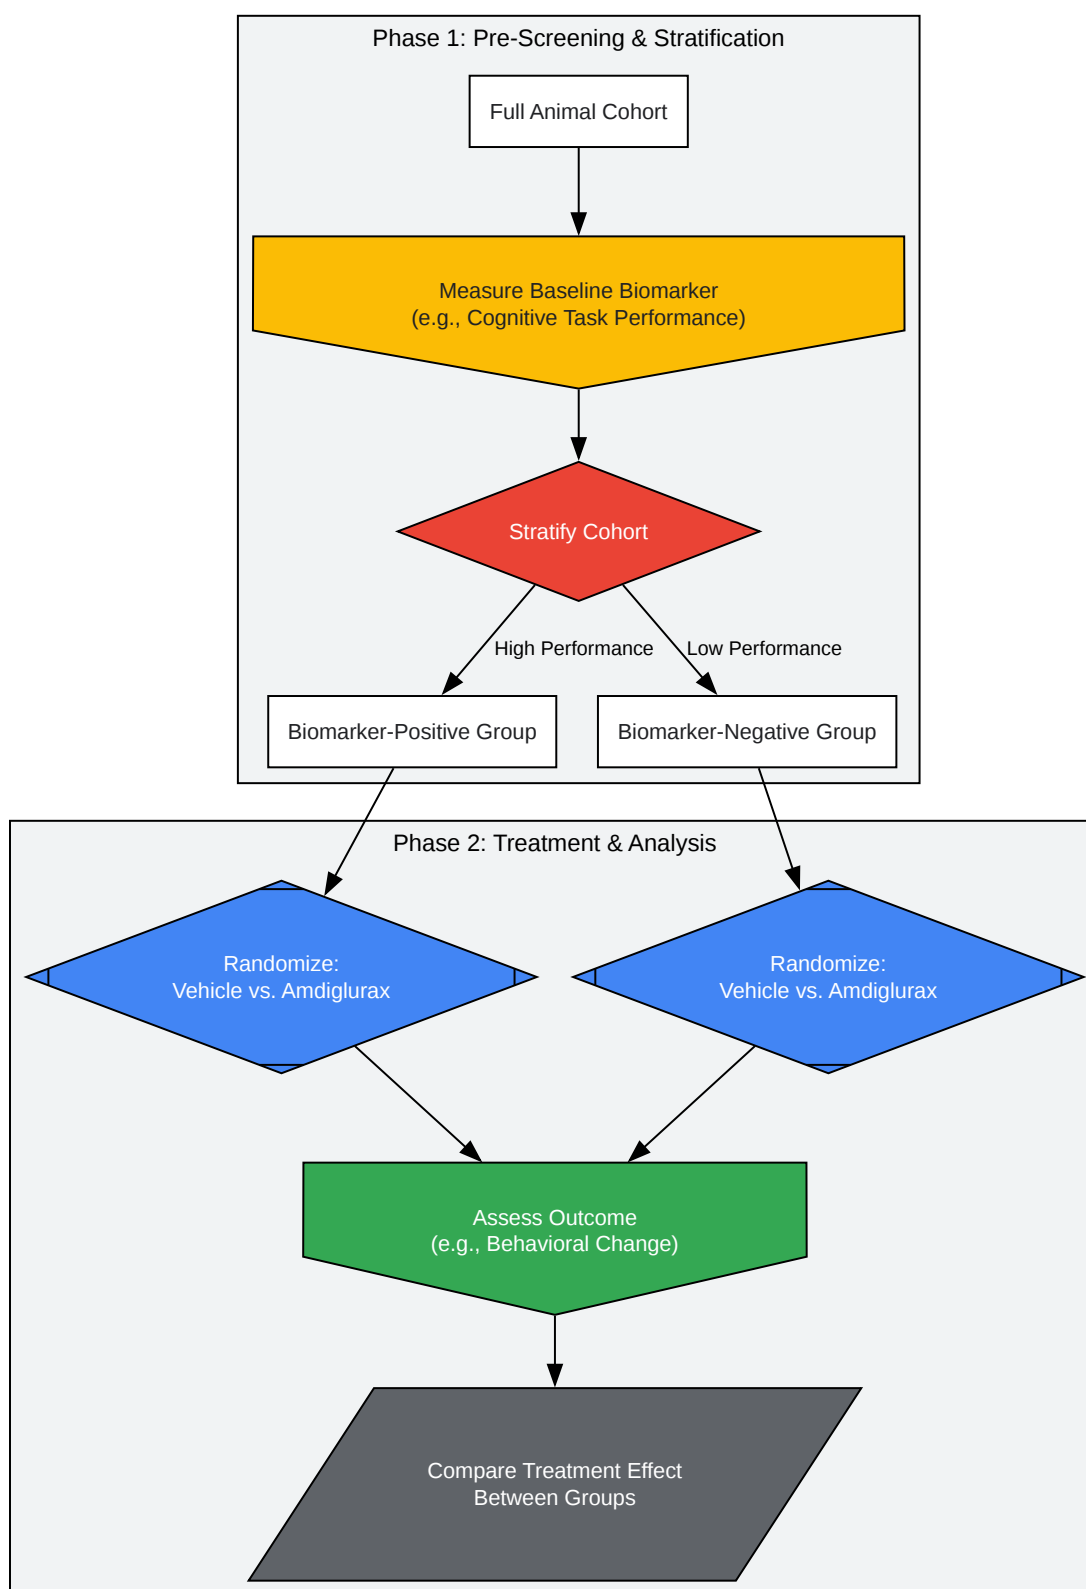 Phase 1: Pre-Screening & Stratification
Full Animal Cohort
Measure Baseline Biomarker
(e.g., Cognitive Task Performance)
Stratify Cohort
High Performance
Low Performance
Biomarker-Positive Group
Biomarker-Negative Group
Phase 2: Treatment & Analysis
Randomize:
Vehicle vs. Amdiglurax
Randomize:
Vehicle vs. Amdiglurax
Assess Outcome
(e.g., Behavioral Change)
Compare Treatment Effect
Between Groups